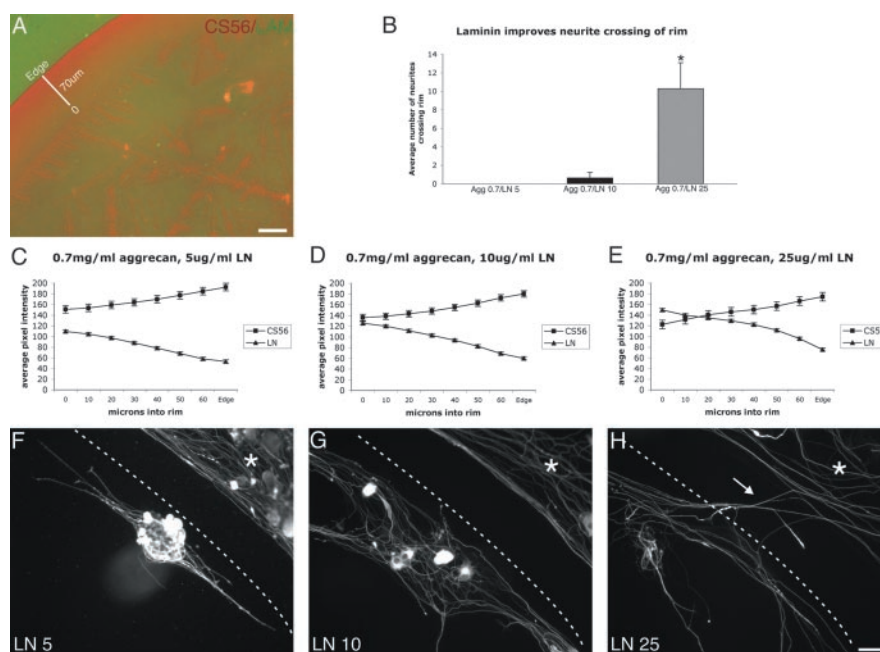 A
CS56/LAM
Edge
70um
0
B
Laminin improves neurite crossing of rim
Average number of neurites
crossing rim
14
12
10
8
6
4
2
0
*
Agg 0.7/LN 5
Agg 0.7/LN 10
Agg 0.7/LN 25
C
0.7mg/ml aggrecan, 5ug/ml LN
average pixel intensity
200
180
160
140
120
100
80
60
40
20
0
CS56
LN
0 10 20 30 40 50 60 Edge
microns into rim
D
0.7mg/ml aggrecan, 10ug/ml LN
average pixel intensity
200
180
160
140
120
100
80
60
40
20
0
CS56
LN
0 10 20 30 40 50 60 Edge
microns into rim
E
0.7mg/ml aggrecan, 25ug/ml LN
average pixel intesity
200
180
160
140
120
100
80
60
40
20
0
CS56
LN
0 10 20 30 40 50 60 Edge
microns into rim
F
*
LN 5
G
*
LN 10
H
*
LN 25